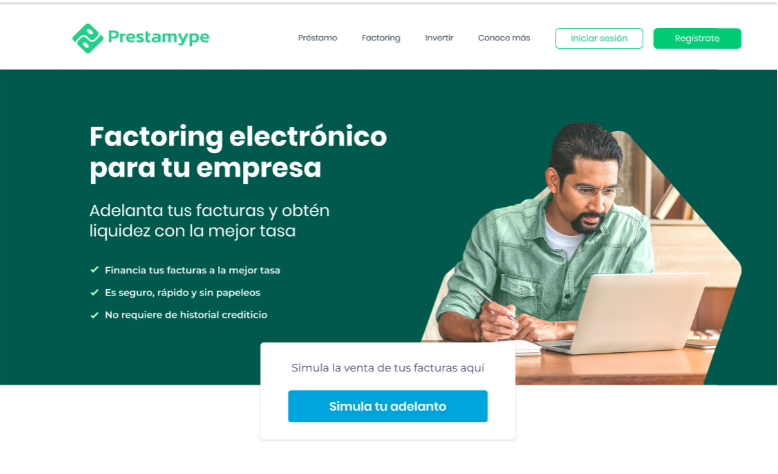 Prestamype
Préstamo
Factoring
Invertir
Conoce más
Iniciar sesión
Regístrate
Factoring electrónico
para tu empresa
Adelanta tus facturas y obtén
liquidez con la mejor tasa
Financia tus facturas a la mejor tasa
Es seguro, rápido y sin papeleos
No requiere de historial crediticio
Simula la venta de tus facturas aquí
Simula tu adelanto